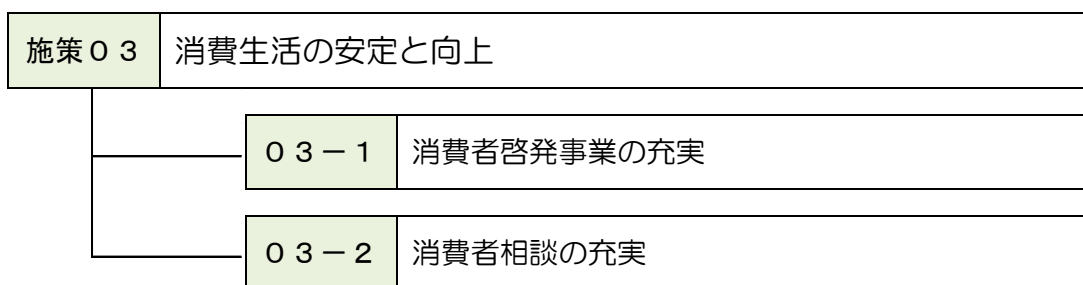 施策０３ 消費生活の安定と向上
０３－１ 消費者啓発事業の充実
０３－２ 消費者相談の充実